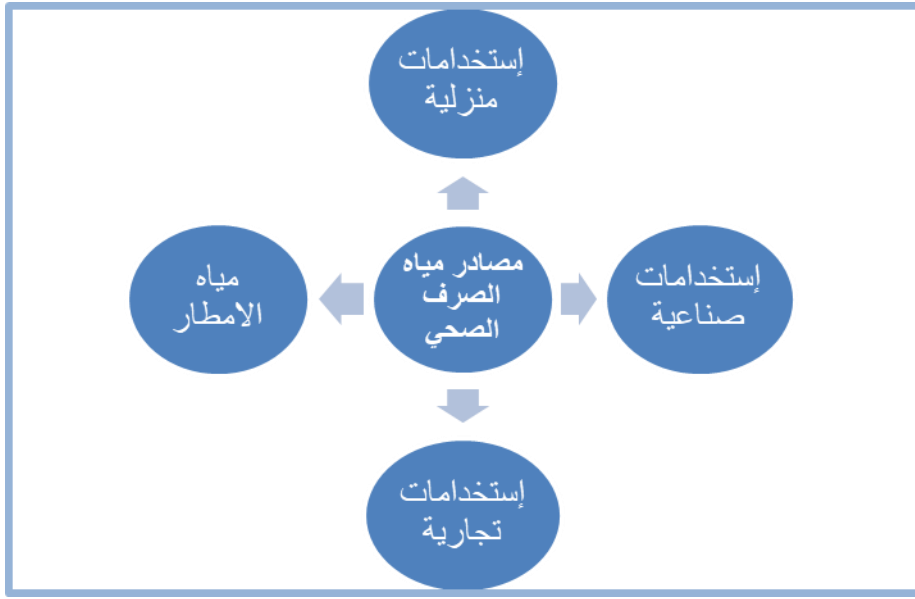 إستخدامات
منزلية
إستخدامات
صناعية
مصادر مياه
الصرف
الصحي
مياه
الامطار
إستخدامات
تجارية